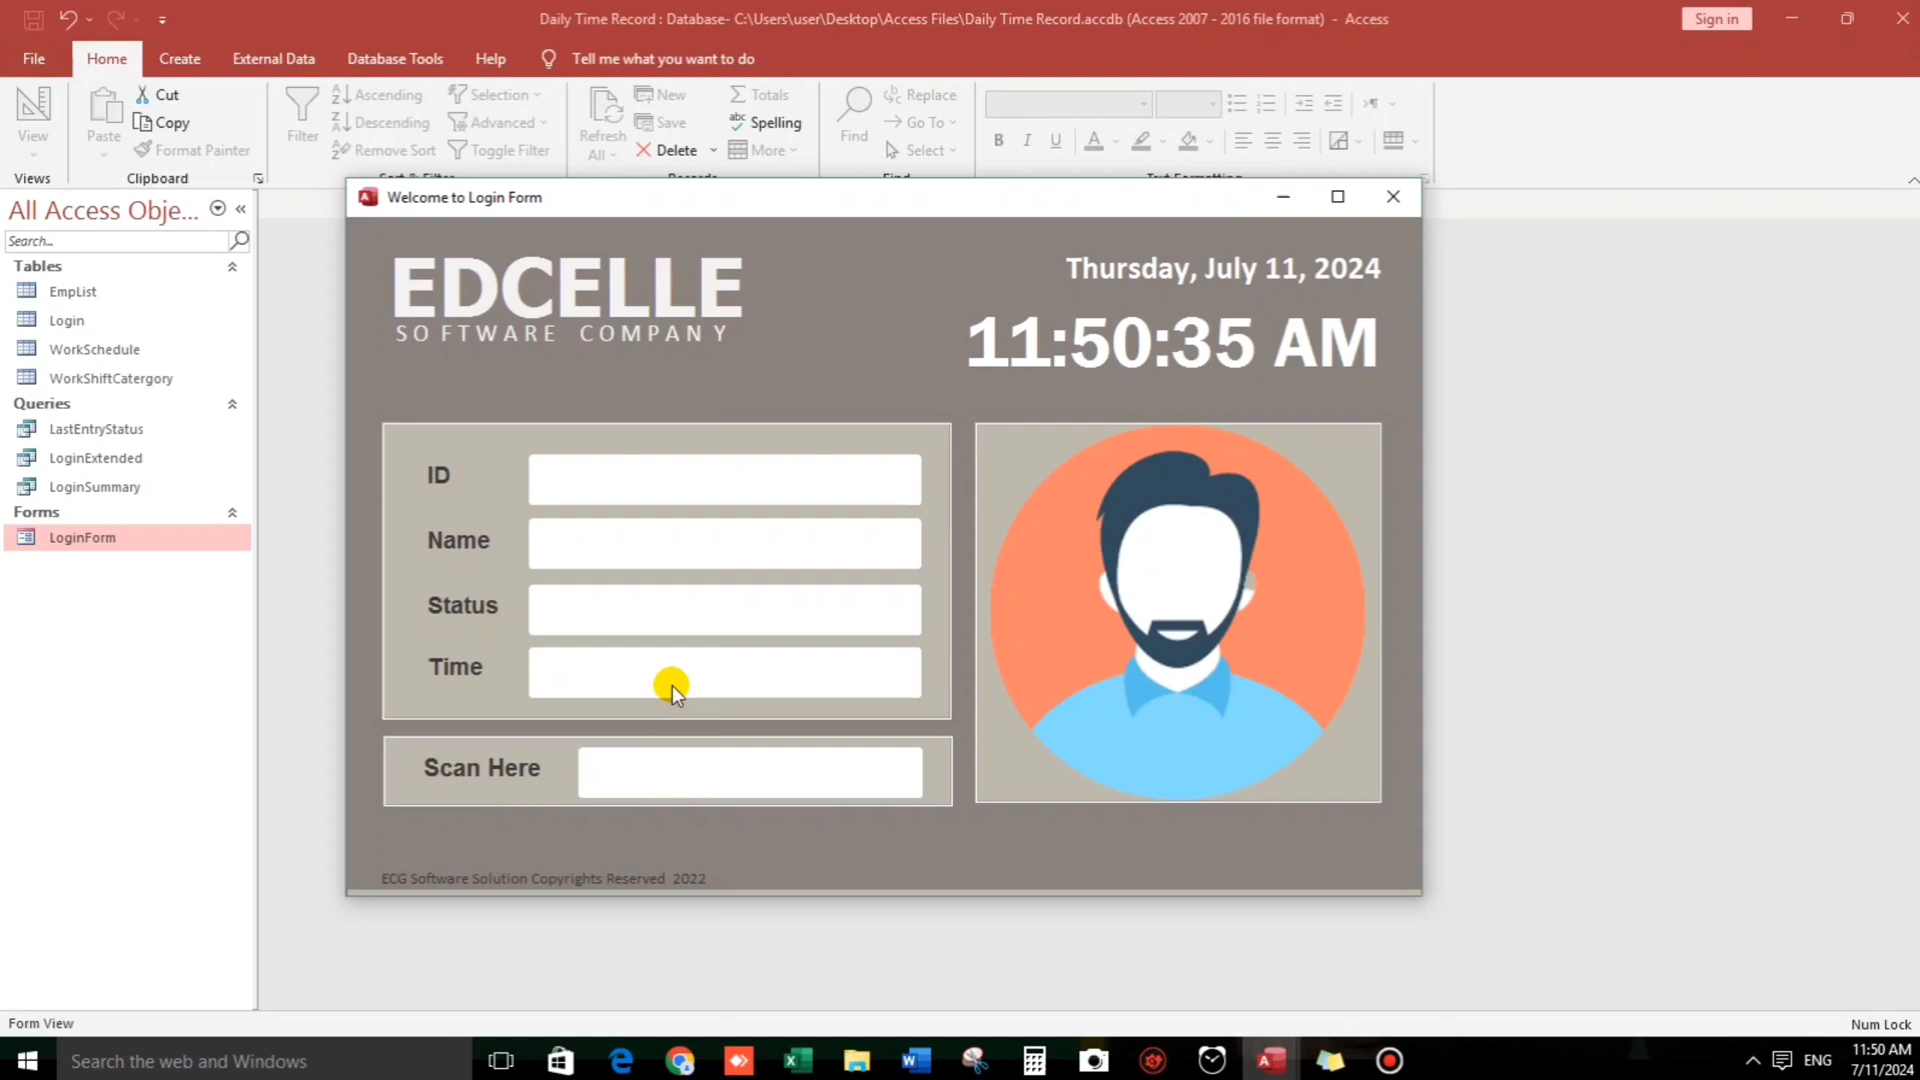 Daily Time Record : Database- C:\Users\user\Desktop\Access Files\Daily Time Record.accdb (Access 2007 - 2016 file format) - Access
Sign in
File
Home
Create
External Data
Database Tools
Help
Tell me what you want to do
View
Views
Paste
Cut
Copy
Format Painter
Clipboard
Filter
Ascending
Descending
Remove Sort
Selection
Advanced
Toggle Filter
Refresh
All
New
Save
Delete
Totals
Spelling
More
Find
Replace
Go To
Select
B I U
All Access Obje...
Search...
Tables
EmpList
Login
WorkSchedule
WorkShiftCatergory
Queries
LastEntryStatus
LoginExtended
LoginSummary
Forms
LoginForm
Welcome to Login Form
EDCELLE
SOFTWARE COMPANY
Thursday, July 11, 2024
11:50:35 AM
ID
Name
Status
Time
Scan Here
ECG Software Solution Copyrights Reserved 2022
Form View
Num Lock
Search the web and Windows
ENG
11:50 AM
7/11/2024